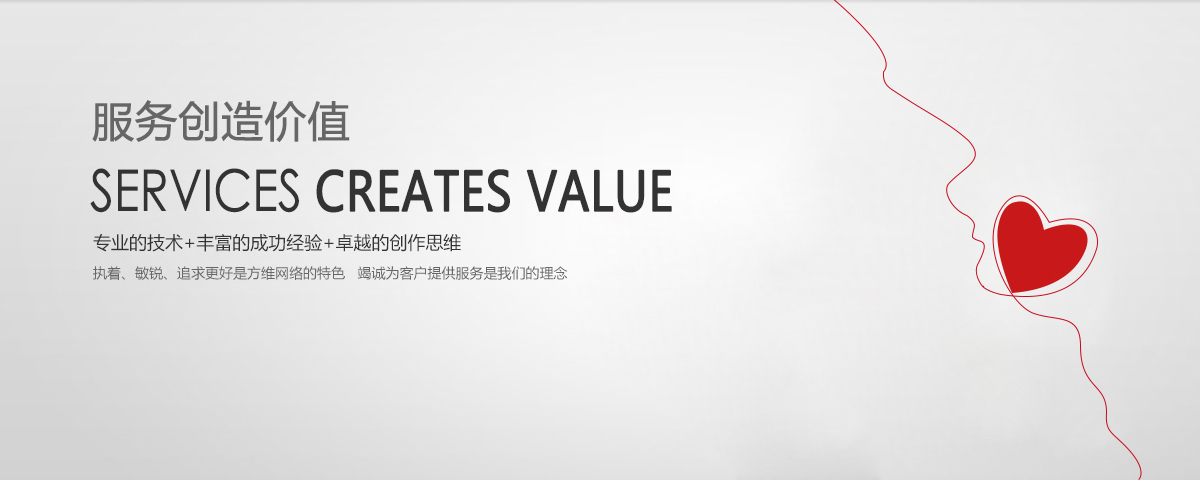 服务创造价值
SERVICES CREATES VALUE
专业的技术+丰富的成功经验+卓越的创作思维
执着、敏锐、追求更好是方维网络的特色 竭诚为客户提供服务是我们的理念